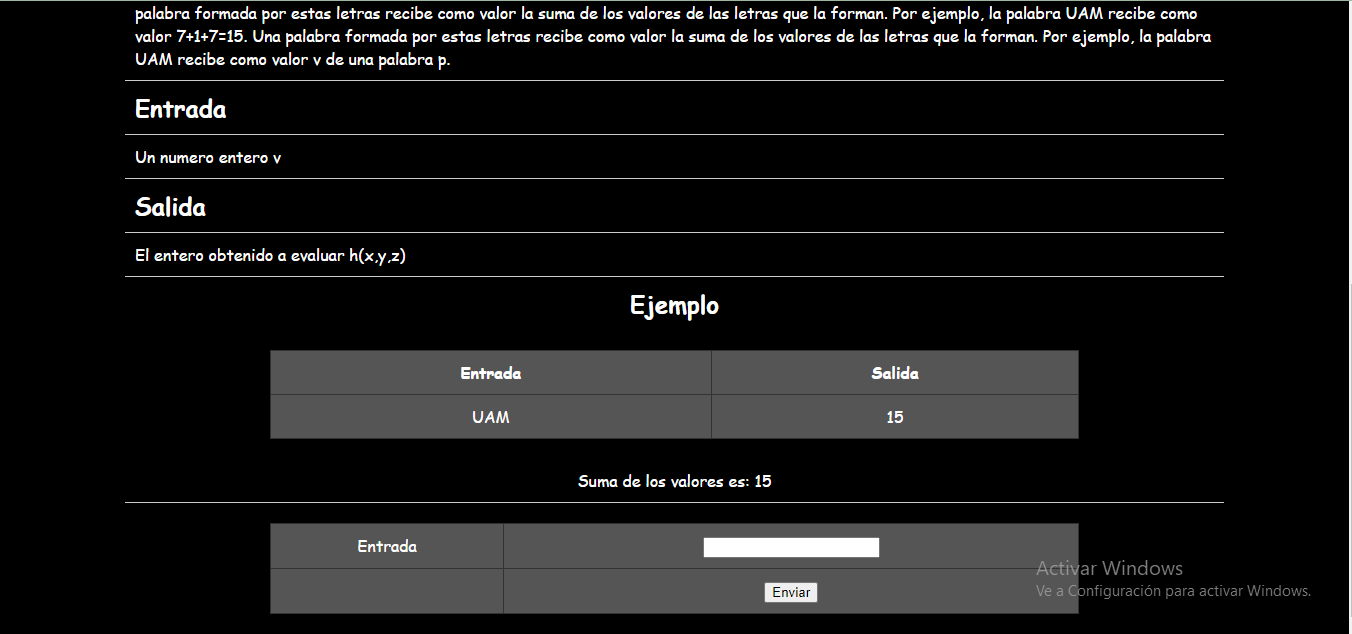 palabra formada por estas letras recibe como valor la suma de los valores de las letras que la forman. Por ejemplo, la palabra UAM recibe como
valor 7+1+7=15. Una palabra formada por estas letras recibe como valor la suma de los valores de las letras que la forman. Por ejemplo, la palabra
UAM recibe como valor v de una palabra p.
Entrada
Un numero entero v
Salida
El entero obtenido a evaluar h(x,y,z)
Ejemplo
Entrada Salida
UAM 15
Suma de los valores es: 15
Entrada
Activar Windows
Ve a Configuración para activar Windows.
Enviar